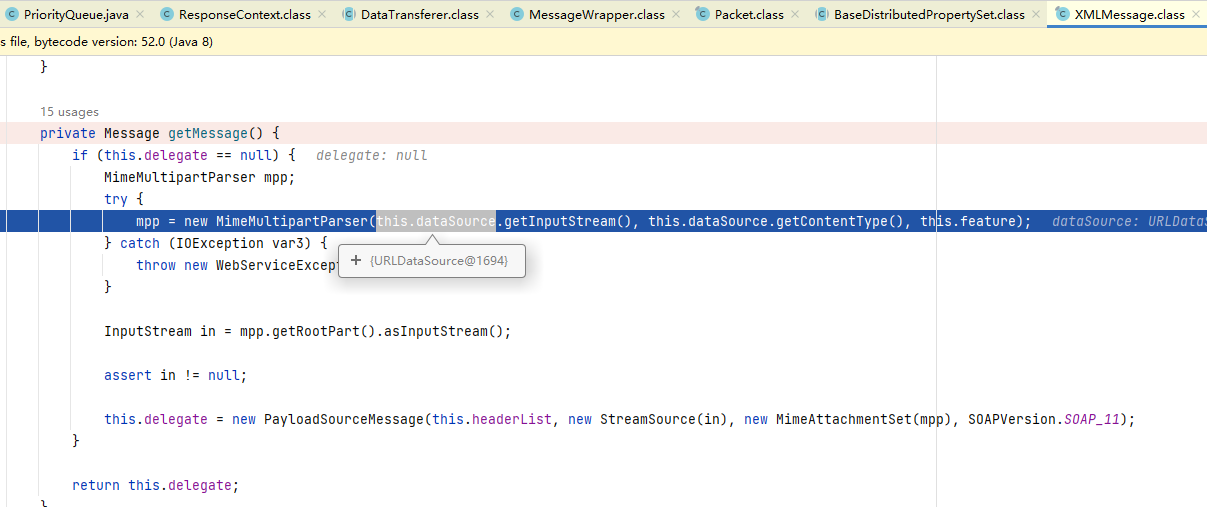 PriorityQueue.java ResponseContext.class DataTransferer.class MessageWrapper.class Packet.class BaseDistributedPropertySet.class XMLMessage.class
s file, bytecode version: 52.0 (Java 8)
}
15 usages
private Message getMessage() {
if (this.delegate == null) { delegate: null
MimeMultipartParser mpp;
try {
mpp = new MimeMultipartParser(this.dataSource.getInputStream(), this.dataSource.getContentType(), this.feature); dataSource: URLDataS
} catch (IOException var3) {
throw new WebServiceExcept
+ {URLDataSource@1694}
}
InputStream in = mpp.getRootPart().asInputStream();
assert in != null;
this.delegate = new PayloadSourceMessage(this.headerList, new StreamSource(in), new MimeAttachmentSet(mpp), SOAPVersion.SOAP_11);
}
return this.delegate;
}